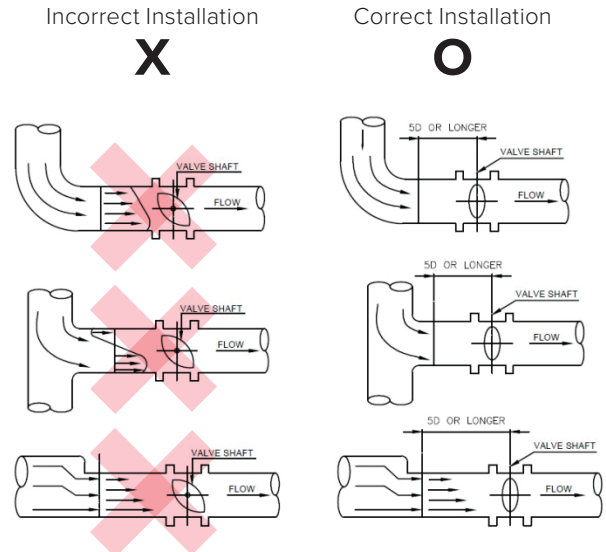 Incorrect Installation
X
Correct Installation
O
VALVE SHAFT
FLOW
5D OR LONGER
VALVE SHAFT
FLOW
VALVE SHAFT
FLOW
5D OR LONGER
VALVE SHAFT
FLOW
VALVE SHAFT
FLOW
5D OR LONGER
VALVE SHAFT
FLOW